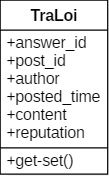 TraLoi
+answer_id
+post_id
+author
+posted_time
+content
+reputation
+get-set()